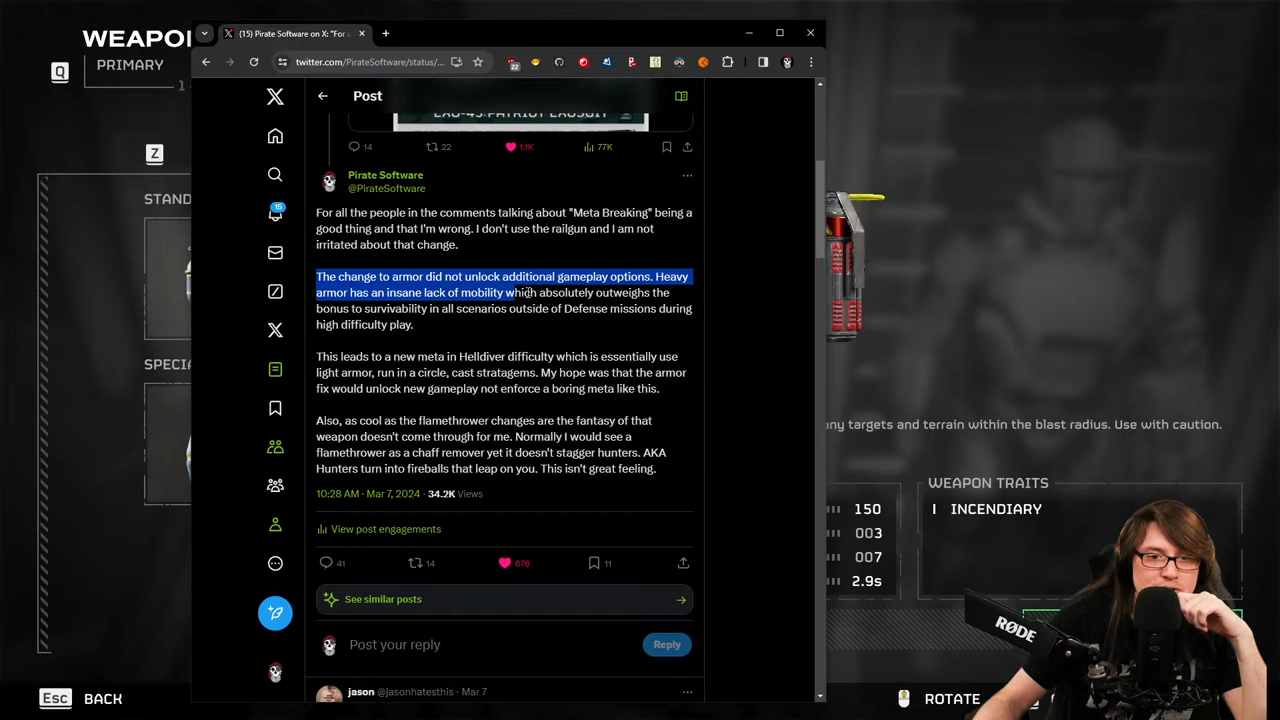 WEAPO
Q
PRIMARY
1
Z
STAND
SPECIA
(15) Pirate Software on X: "For a
twitter.com/PirateSoftware/status/...
22
Post
EXO-45 PATRIOT EXOSUIT
14
22
1.1K
77K
Pirate Software
@PirateSoftware
For all the people in the comments talking about "Meta Breaking" being a
good thing and that I'm wrong. I don't use the railgun and I am not
irritated about that change.
The change to armor did not unlock additional gameplay options. Heavy
armor has an insane lack of mobility which absolutely outweighs the
bonus to survivability in all scenarios outside of Defense missions during
high difficulty play.
This leads to a new meta in Helldiver difficulty which is essentially use
light armor, run in a circle, cast stratagems. My hope was that the armor
fix would unlock new gameplay not enforce a boring meta like this.
Also, as cool as the flamethrower changes are the fantasy of that
weapon doesn't come through for me. Normally I would see a
flamethrower as a chaff remover yet it doesn't stagger hunters. AKA
Hunters turn into fireballs that leap on you. This isn't great feeling.
10:28 AM · Mar 7, 2024 · 34.2K Views
View post engagements
41
14
676
11
See similar posts
Post your reply
Reply
jason @jasonhatesthis · Mar 7
15
ony targets and terrain within the blast radius. Use with caution.
150
003
007
2.9s
WEAPON TRAITS
I INCENDIARY
RØDE
Esc BACK
ROTATE